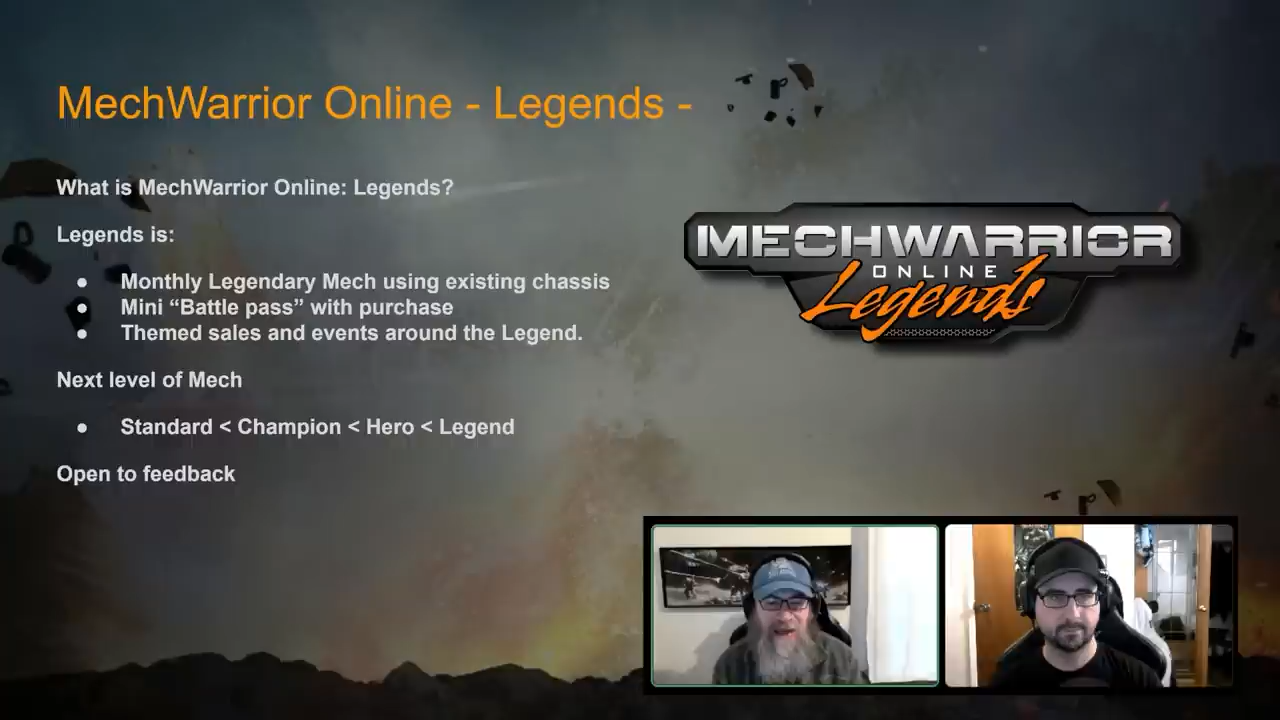 MechWarrior Online - Legends -
What is MechWarrior Online: Legends?
Legends is:
● Monthly Legendary Mech using existing chassis
● Mini “Battle pass” with purchase
● Themed sales and events around the Legend.
Next level of Mech
● Standard < Champion < Hero < Legend
Open to feedback
MECHWARRIOR
ONLINE
Legends